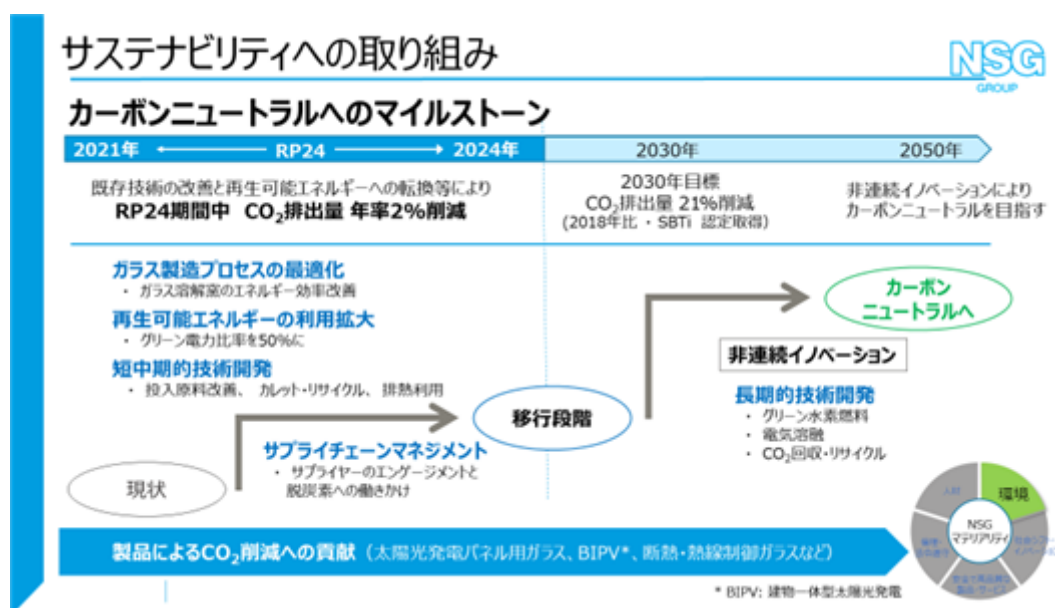 サステナビリティへの取り組み
NSG
GROUP
カーボンニュートラルへのマイルストーン
2021年 RP24 2024年 2030年 2050年
既存技術の改善と再生可能エネルギーへの転換等により
RP24期間中 CO₂排出量 年率2%削減
2030年目標
CO₂排出量 21%削減
(2018年比・SBTi 認定取得)
非連続イノベーションにより
カーボンニュートラルを目指す
ガラス製造プロセスの最適化
・ ガラス溶解窯のエネルギー効率改善
再生可能エネルギーの利用拡大
・ グリーン電力比率を50%に
短中期的技術開発
・ 投入原料改善、カレット・リサイクル、排熱利用
カーボン
ニュートラルへ
非連続イノベーション
長期的技術開発
・ グリーン水素燃料
・ 電気溶融
・ CO₂回収・リサイクル
移行段階
サプライチェーンマネジメント
・ サプライヤーのエンゲージメントと
脱炭素への働きかけ
現状
環境
人材
NSG
マテリアリティ
製品によるCO₂削減への貢献（太陽光発電パネル用ガラス、BIPV*、断熱・熱線制御ガラスなど）
* BIPV: 建物一体型太陽光発電